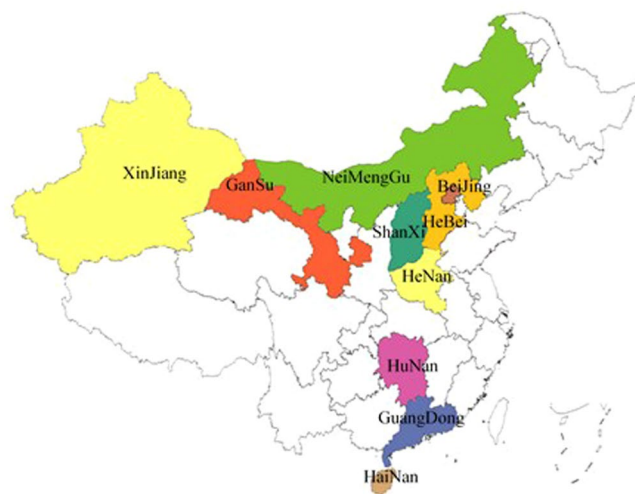 XinJiang
GanSu
NeiMengGu
BeiJing
HeBei
ShanXi
HeNan
HuNan
GuangDong
HaiNan